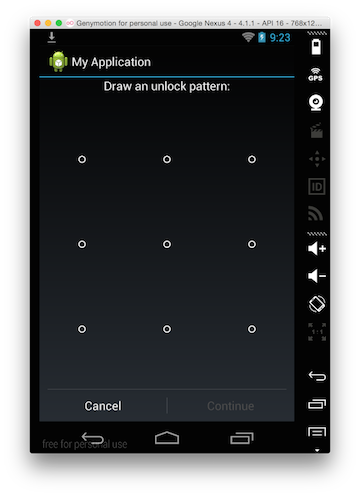 Genymotion for personal use - Google Nexus 4 - 4.1.1 - API 16 - 768x12...
9:23
My Application
GPS
Draw an unlock pattern:
ID
1:1
Cancel
Continue
free for personal use